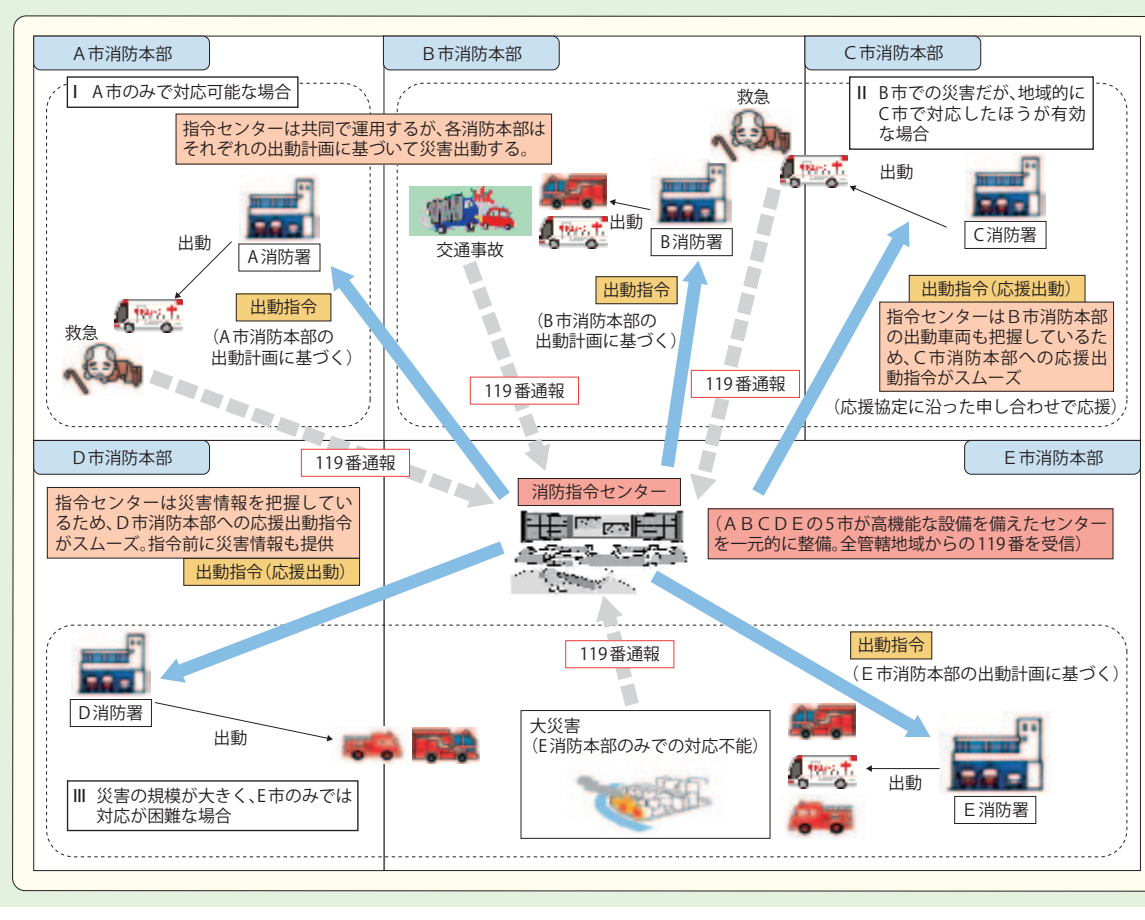 A市消防本部
B市消防本部
C市消防本部
Ⅰ A市のみで対応可能な場合
指令センターは共同で運用するが、各消防本部は
それぞれの出動計画に基づいて災害出動する。
出動
A消防署
救急
出動指令
(A市消防本部の
出動計画に基づく)
交通事故
出動
B消防署
出動指令
(B市消防本部の
出動計画に基づく)
119番通報
救急
119番通報
Ⅱ B市での災害だが、地域的に
C市で対応したほうが有効
な場合
出動
C消防署
出動指令(応援出動)
指令センターはB市消防本部
の出動車両も把握しているた
め、C市消防本部への応援出
動指令がスムーズ
(応援協定に沿った申し合わせで応援)
D市消防本部
119番通報
E市消防本部
指令センターは災害情報を把握してい
るため、D市消防本部への応援出動指令
がスムーズ。指令前に災害情報も提供
出動指令(応援出動)
消防指令センター
(ABCDEの5市が高機能な設備を備えたセンター
を一元的に整備。全管轄地域からの119番を受信)
D消防署
出動
Ⅲ 災害の規模が大きく、E市のみでは
対応が困難な場合
119番通報
大災害
(E消防本部のみでの対応不能)
出動指令
(E市消防本部の出動計画に基づく)
出動
E消防署